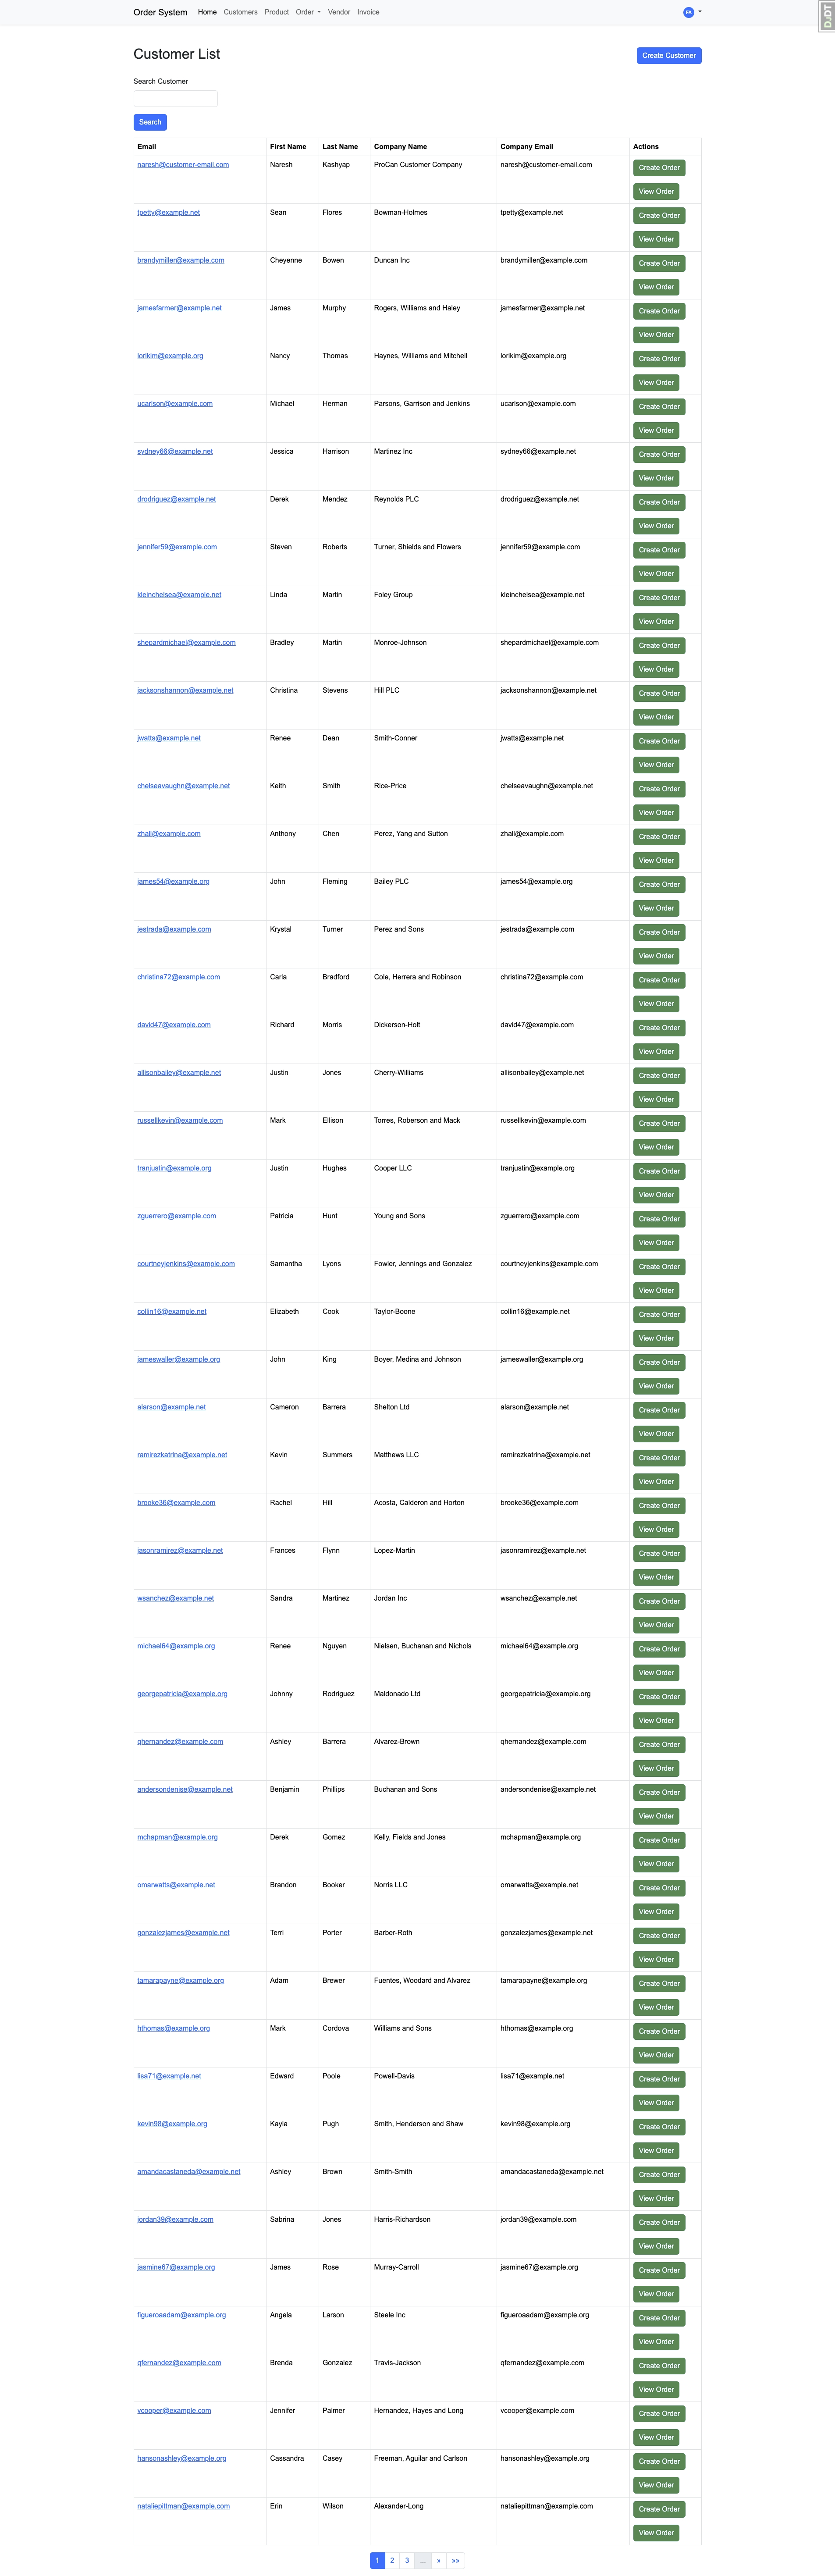 Order System Home Customers Product Order Vendor Invoice FA
DJDT
Customer List Create Customer
Search Customer
Search
Email First Name Last Name Company Name Company Email Actions
naresh@customer-email.com Naresh Kashyap ProCan Customer Company naresh@customer-email.com Create Order
View Order
tpetty@example.net Sean Flores Bowman-Holmes tpetty@example.net Create Order
View Order
brandymiller@example.com Cheyenne Bowen Duncan Inc brandymiller@example.com Create Order
View Order
jamesfarmer@example.net James Murphy Rogers, Williams and Haley jamesfarmer@example.net Create Order
View Order
lorikim@example.org Nancy Thomas Haynes, Williams and Mitchell lorikim@example.org Create Order
View Order
ucarlson@example.com Michael Herman Parsons, Garrison and Jenkins ucarlson@example.com Create Order
View Order
sydney66@example.net Jessica Harrison Martinez Inc sydney66@example.net Create Order
View Order
drodriguez@example.net Derek Mendez Reynolds PLC drodriguez@example.net Create Order
View Order
jennifer59@example.com Steven Roberts Turner, Shields and Flowers jennifer59@example.com Create Order
View Order
kleinchelsea@example.net Linda Martin Foley Group kleinchelsea@example.net Create Order
View Order
shepardmichael@example.com Bradley Martin Monroe-Johnson shepardmichael@example.com Create Order
View Order
jacksonshannon@example.net Christina Stevens Hill PLC jacksonshannon@example.net Create Order
View Order
jwatts@example.net Renee Dean Smith-Conner jwatts@example.net Create Order
View Order
chelseavaughn@example.net Keith Smith Rice-Price chelseavaughn@example.net Create Order
View Order
zhall@example.com Anthony Chen Perez, Yang and Sutton zhall@example.com Create Order
View Order
james54@example.org John Fleming Bailey PLC james54@example.org Create Order
View Order
jestrada@example.com Krystal Turner Perez and Sons jestrada@example.com Create Order
View Order
christina72@example.com Carla Bradford Cole, Herrera and Robinson christina72@example.com Create Order
View Order
david47@example.com Richard Morris Dickerson-Holt david47@example.com Create Order
View Order
allisonbailey@example.net Justin Jones Cherry-Williams allisonbailey@example.net Create Order
View Order
russellkevin@example.com Mark Ellison Torres, Roberson and Mack russellkevin@example.com Create Order
View Order
tranjustin@example.org Justin Hughes Cooper LLC tranjustin@example.org Create Order
View Order
zguerrero@example.com Patricia Hunt Young and Sons zguerrero@example.com Create Order
View Order
courtneyjenkins@example.com Samantha Lyons Fowler, Jennings and Gonzalez courtneyjenkins@example.com Create Order
View Order
collin16@example.net Elizabeth Cook Taylor-Boone collin16@example.net Create Order
View Order
jameswaller@example.org John King Boyer, Medina and Johnson jameswaller@example.org Create Order
View Order
alarson@example.net Cameron Barrera Shelton Ltd alarson@example.net Create Order
View Order
ramirezkatrina@example.net Kevin Summers Matthews LLC ramirezkatrina@example.net Create Order
View Order
brooke36@example.com Rachel Hill Acosta, Calderon and Horton brooke36@example.com Create Order
View Order
jasonramirez@example.net Frances Flynn Lopez-Martin jasonramirez@example.net Create Order
View Order
wsanchez@example.net Sandra Martinez Jordan Inc wsanchez@example.net Create Order
View Order
michael64@example.org Renee Nguyen Nielsen, Buchanan and Nichols michael64@example.org Create Order
View Order
georgepatricia@example.org Johnny Rodriguez Maldonado Ltd georgepatricia@example.org Create Order
View Order
qhernandez@example.com Ashley Barrera Alvarez-Brown qhernandez@example.com Create Order
View Order
andersondenise@example.net Benjamin Phillips Buchanan and Sons andersondenise@example.net Create Order
View Order
mchapman@example.org Derek Gomez Kelly, Fields and Jones mchapman@example.org Create Order
View Order
omarwatts@example.net Brandon Booker Norris LLC omarwatts@example.net Create Order
View Order
gonzalezjames@example.net Terri Porter Barber-Roth gonzalezjames@example.net Create Order
View Order
tamarapayne@example.org Adam Brewer Fuentes, Woodard and Alvarez tamarapayne@example.org Create Order
View Order
hthomas@example.org Mark Cordova Williams and Sons hthomas@example.org Create Order
View Order
lisa71@example.net Edward Poole Powell-Davis lisa71@example.net Create Order
View Order
kevin98@example.org Kayla Pugh Smith, Henderson and Shaw kevin98@example.org Create Order
View Order
amandacastaneda@example.net Ashley Brown Smith-Smith amandacastaneda@example.net Create Order
View Order
jordan39@example.com Sabrina Jones Harris-Richardson jordan39@example.com Create Order
View Order
jasmine67@example.org James Rose Murray-Carroll jasmine67@example.org Create Order
View Order
figueroaadam@example.org Angela Larson Steele Inc figueroaadam@example.org Create Order
View Order
qfernandez@example.com Brenda Gonzalez Travis-Jackson qfernandez@example.com Create Order
View Order
vcooper@example.com Jennifer Palmer Hernandez, Hayes and Long vcooper@example.com Create Order
View Order
hansonashley@example.org Cassandra Casey Freeman, Aguilar and Carlson hansonashley@example.org Create Order
View Order
nataliepittman@example.com Erin Wilson Alexander-Long nataliepittman@example.com Create Order
View Order
1 2 3 ... » »»